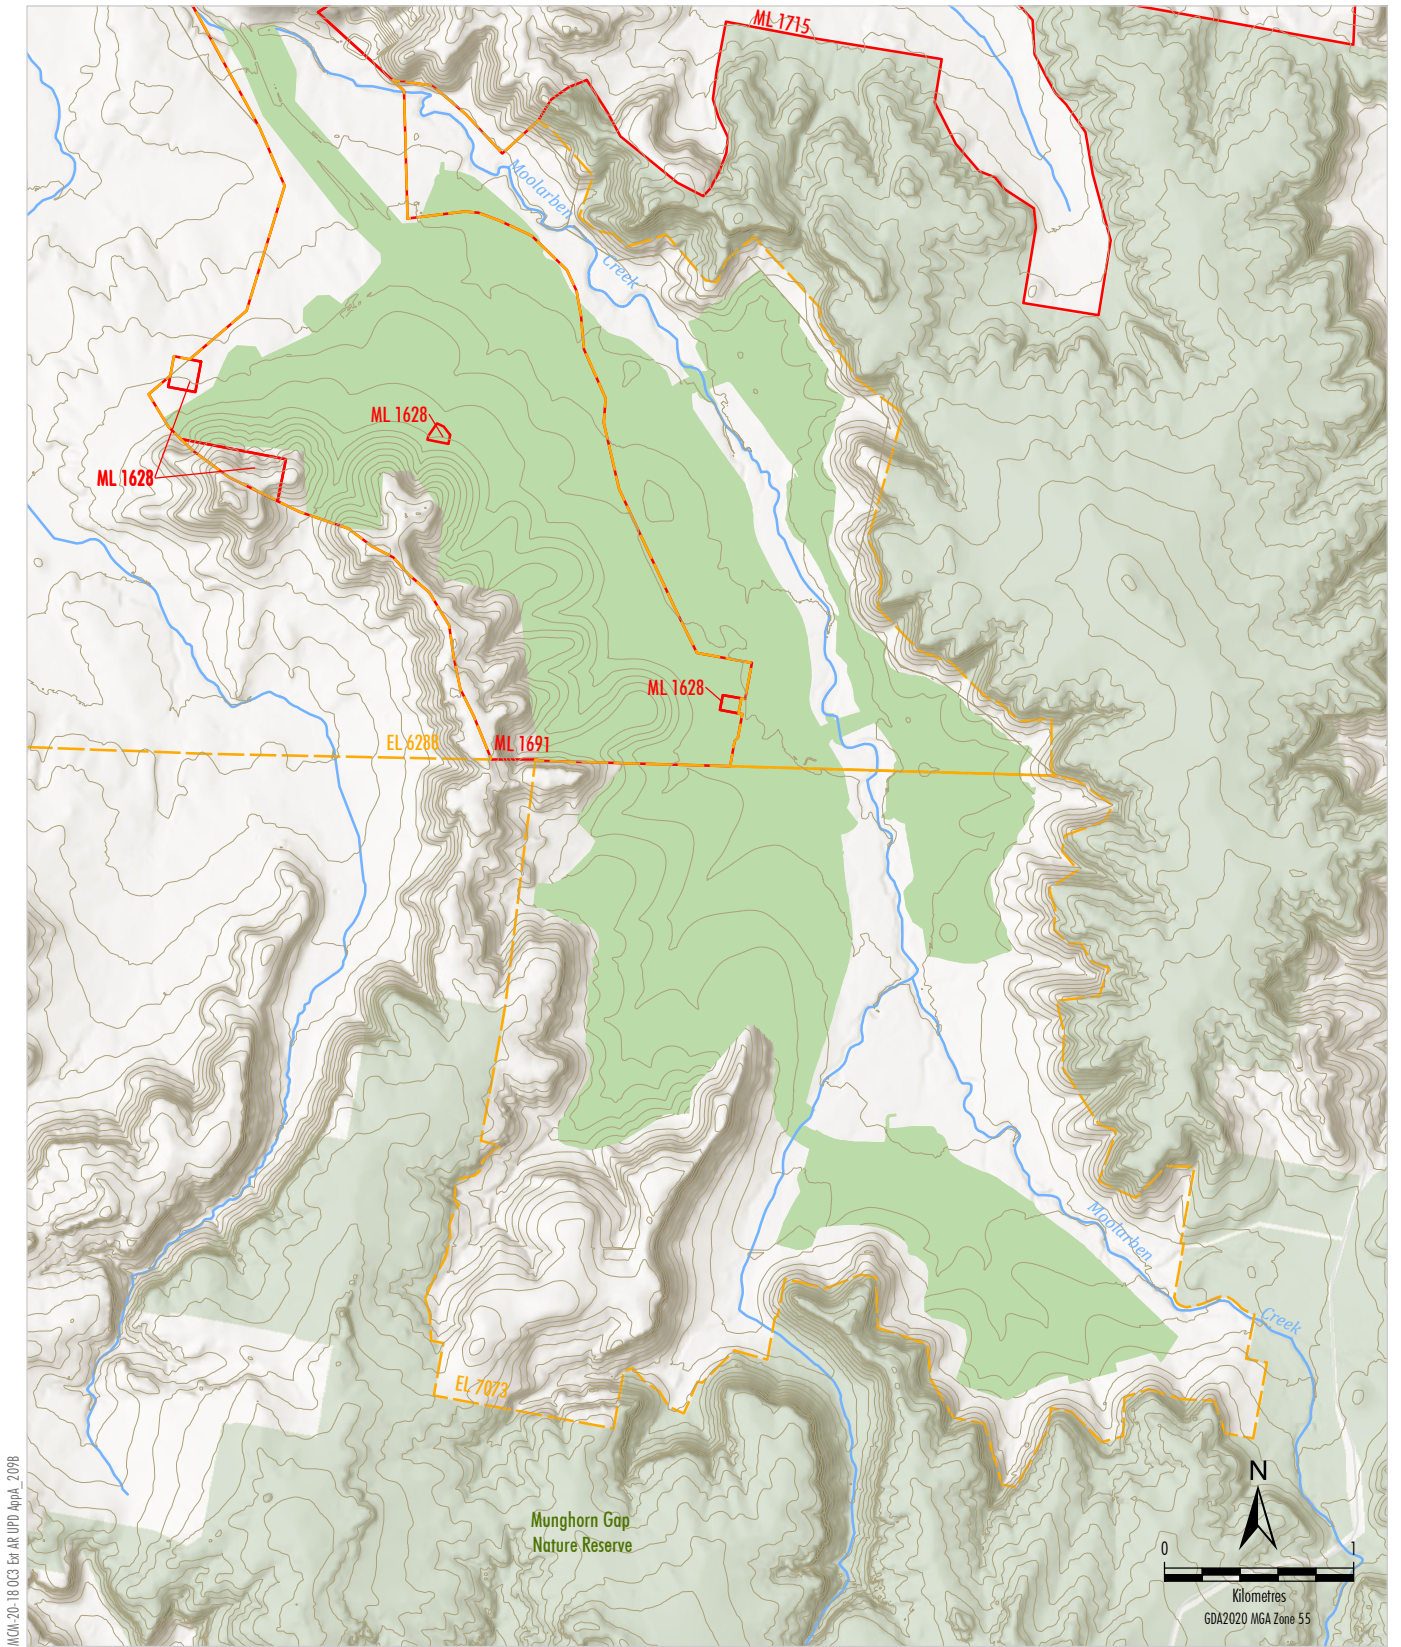 ML 1715
Moolarben
Creek
ML 1628
ML 1628
ML 1628
EL 6288
ML 1691
Moolarben
Creek
EL 7073
Munghorn Gap
Nature Reserve
N
0 1
Kilometres
GDA2020 MGA Zone 55
MCM-20-18 OC3 Ext AR UPD AppA_209B